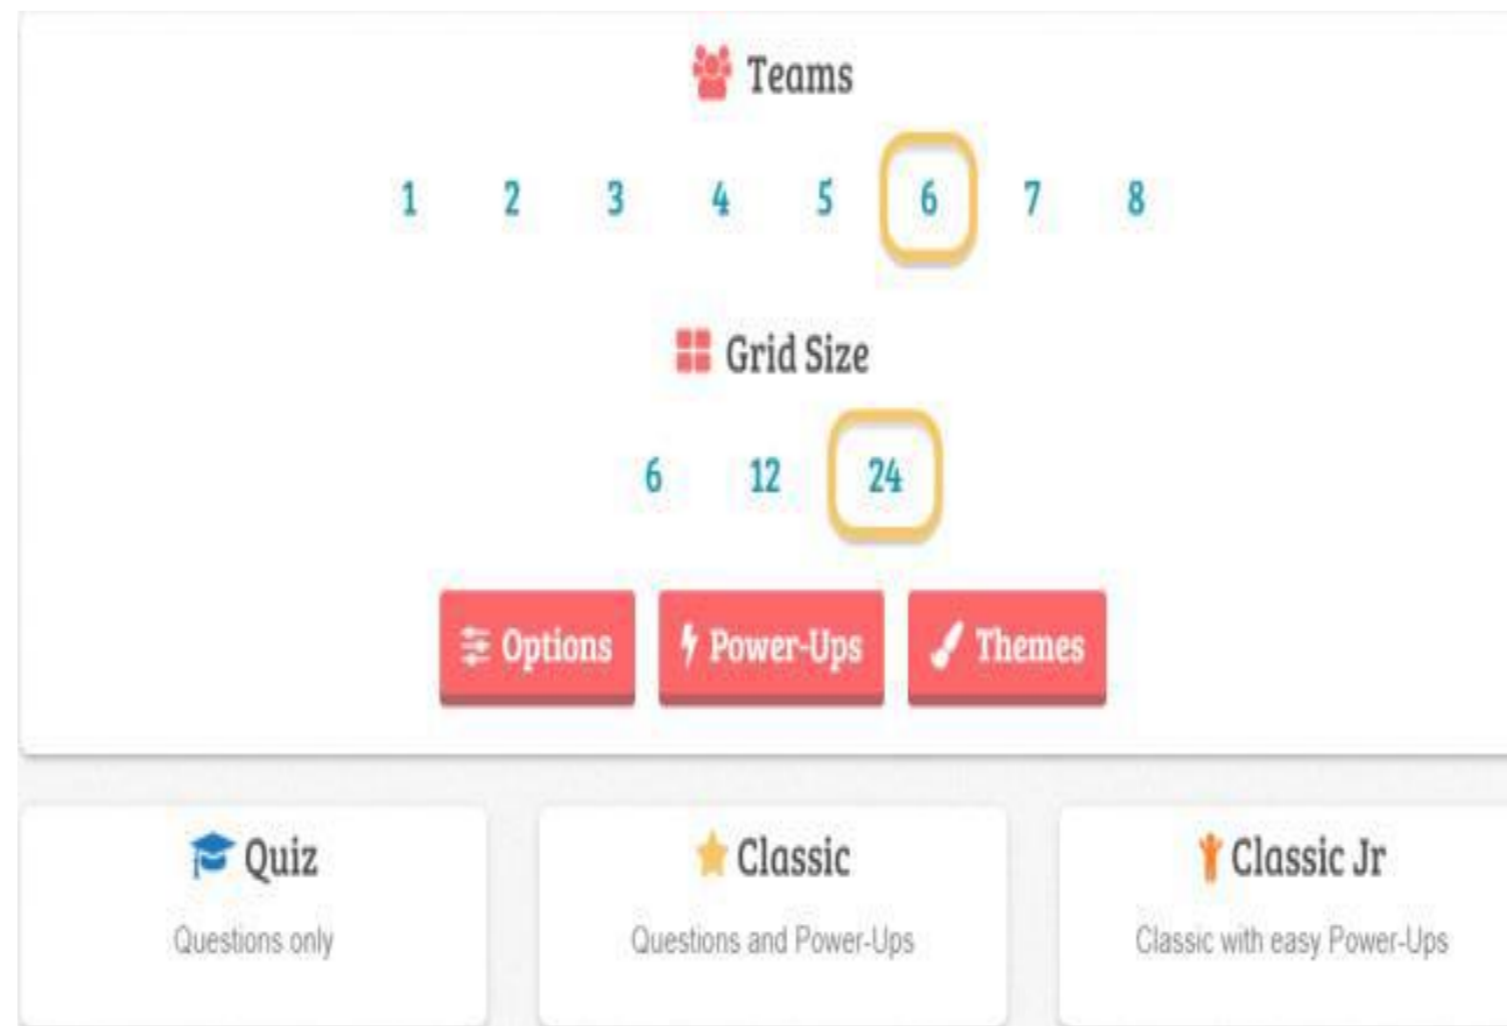 Teams
1 2 3 4 5 6 7 8
Grid Size
6 12 24
Options Power-Ups Themes
Quiz Classic Classic Jr
Questions only Questions and Power-Ups Classic with easy Power-Ups